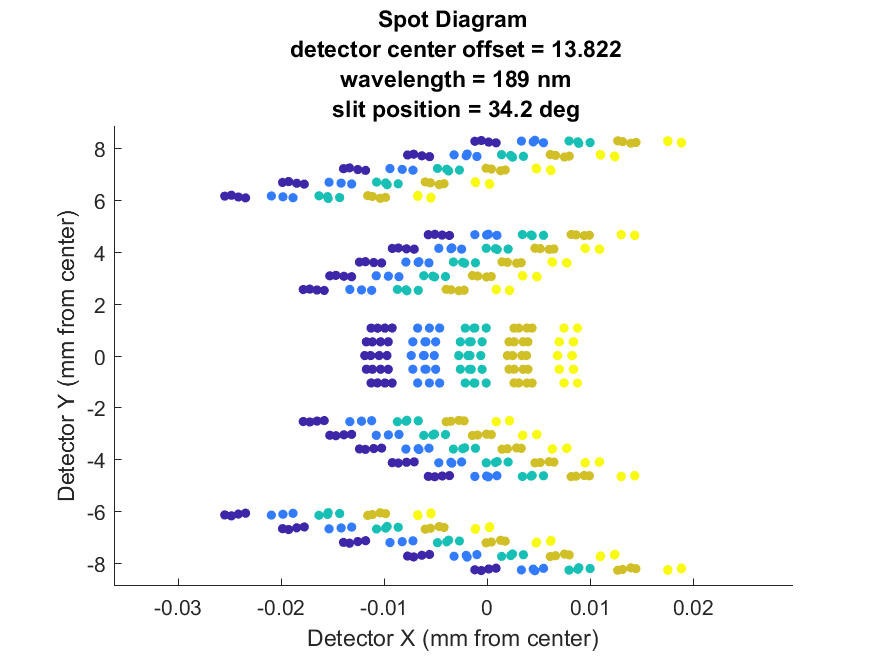 Spot Diagram
detector center offset = 13.822
wavelength = 189 nm
slit position = 34.2 deg
Detector Y (mm from center)
8
6
4
2
0
-2
-4
-6
-8
-0.03 -0.02 -0.01 0 0.01 0.02
Detector X (mm from center)